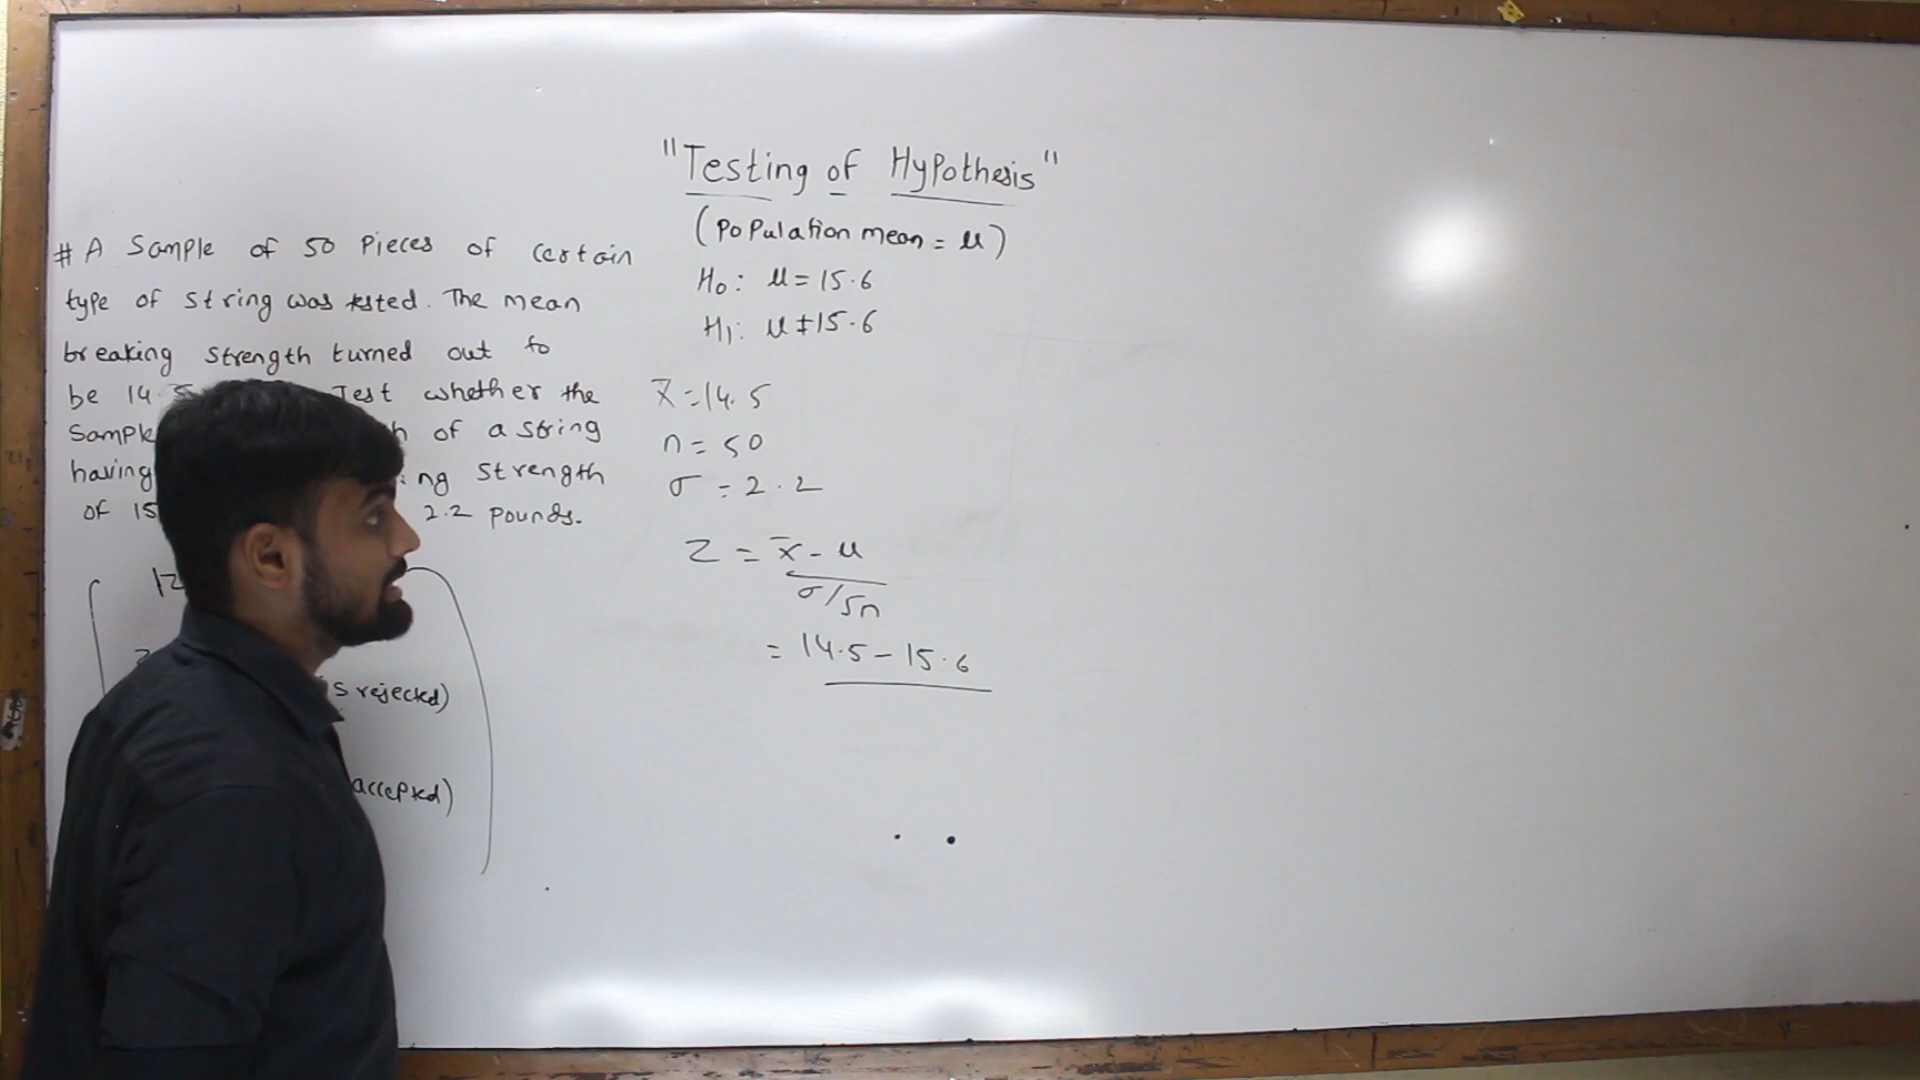 "Testing of Hypothesis"
(Population mean = μ)
H₀: μ = 15.6
H₁: μ ≠ 15.6
# A Sample of 50 Pieces of certain
type of string was tested. The mean
breaking strength turned out to
be 14.5 Test whether the
Sample of a string
having strength
of 15 2.2 pounds.
x̄ = 14.5
n = 50
σ = 2.2
Z = x̄ - μ
σ/√n
= 14.5 - 15.6
rejected)
accepted)